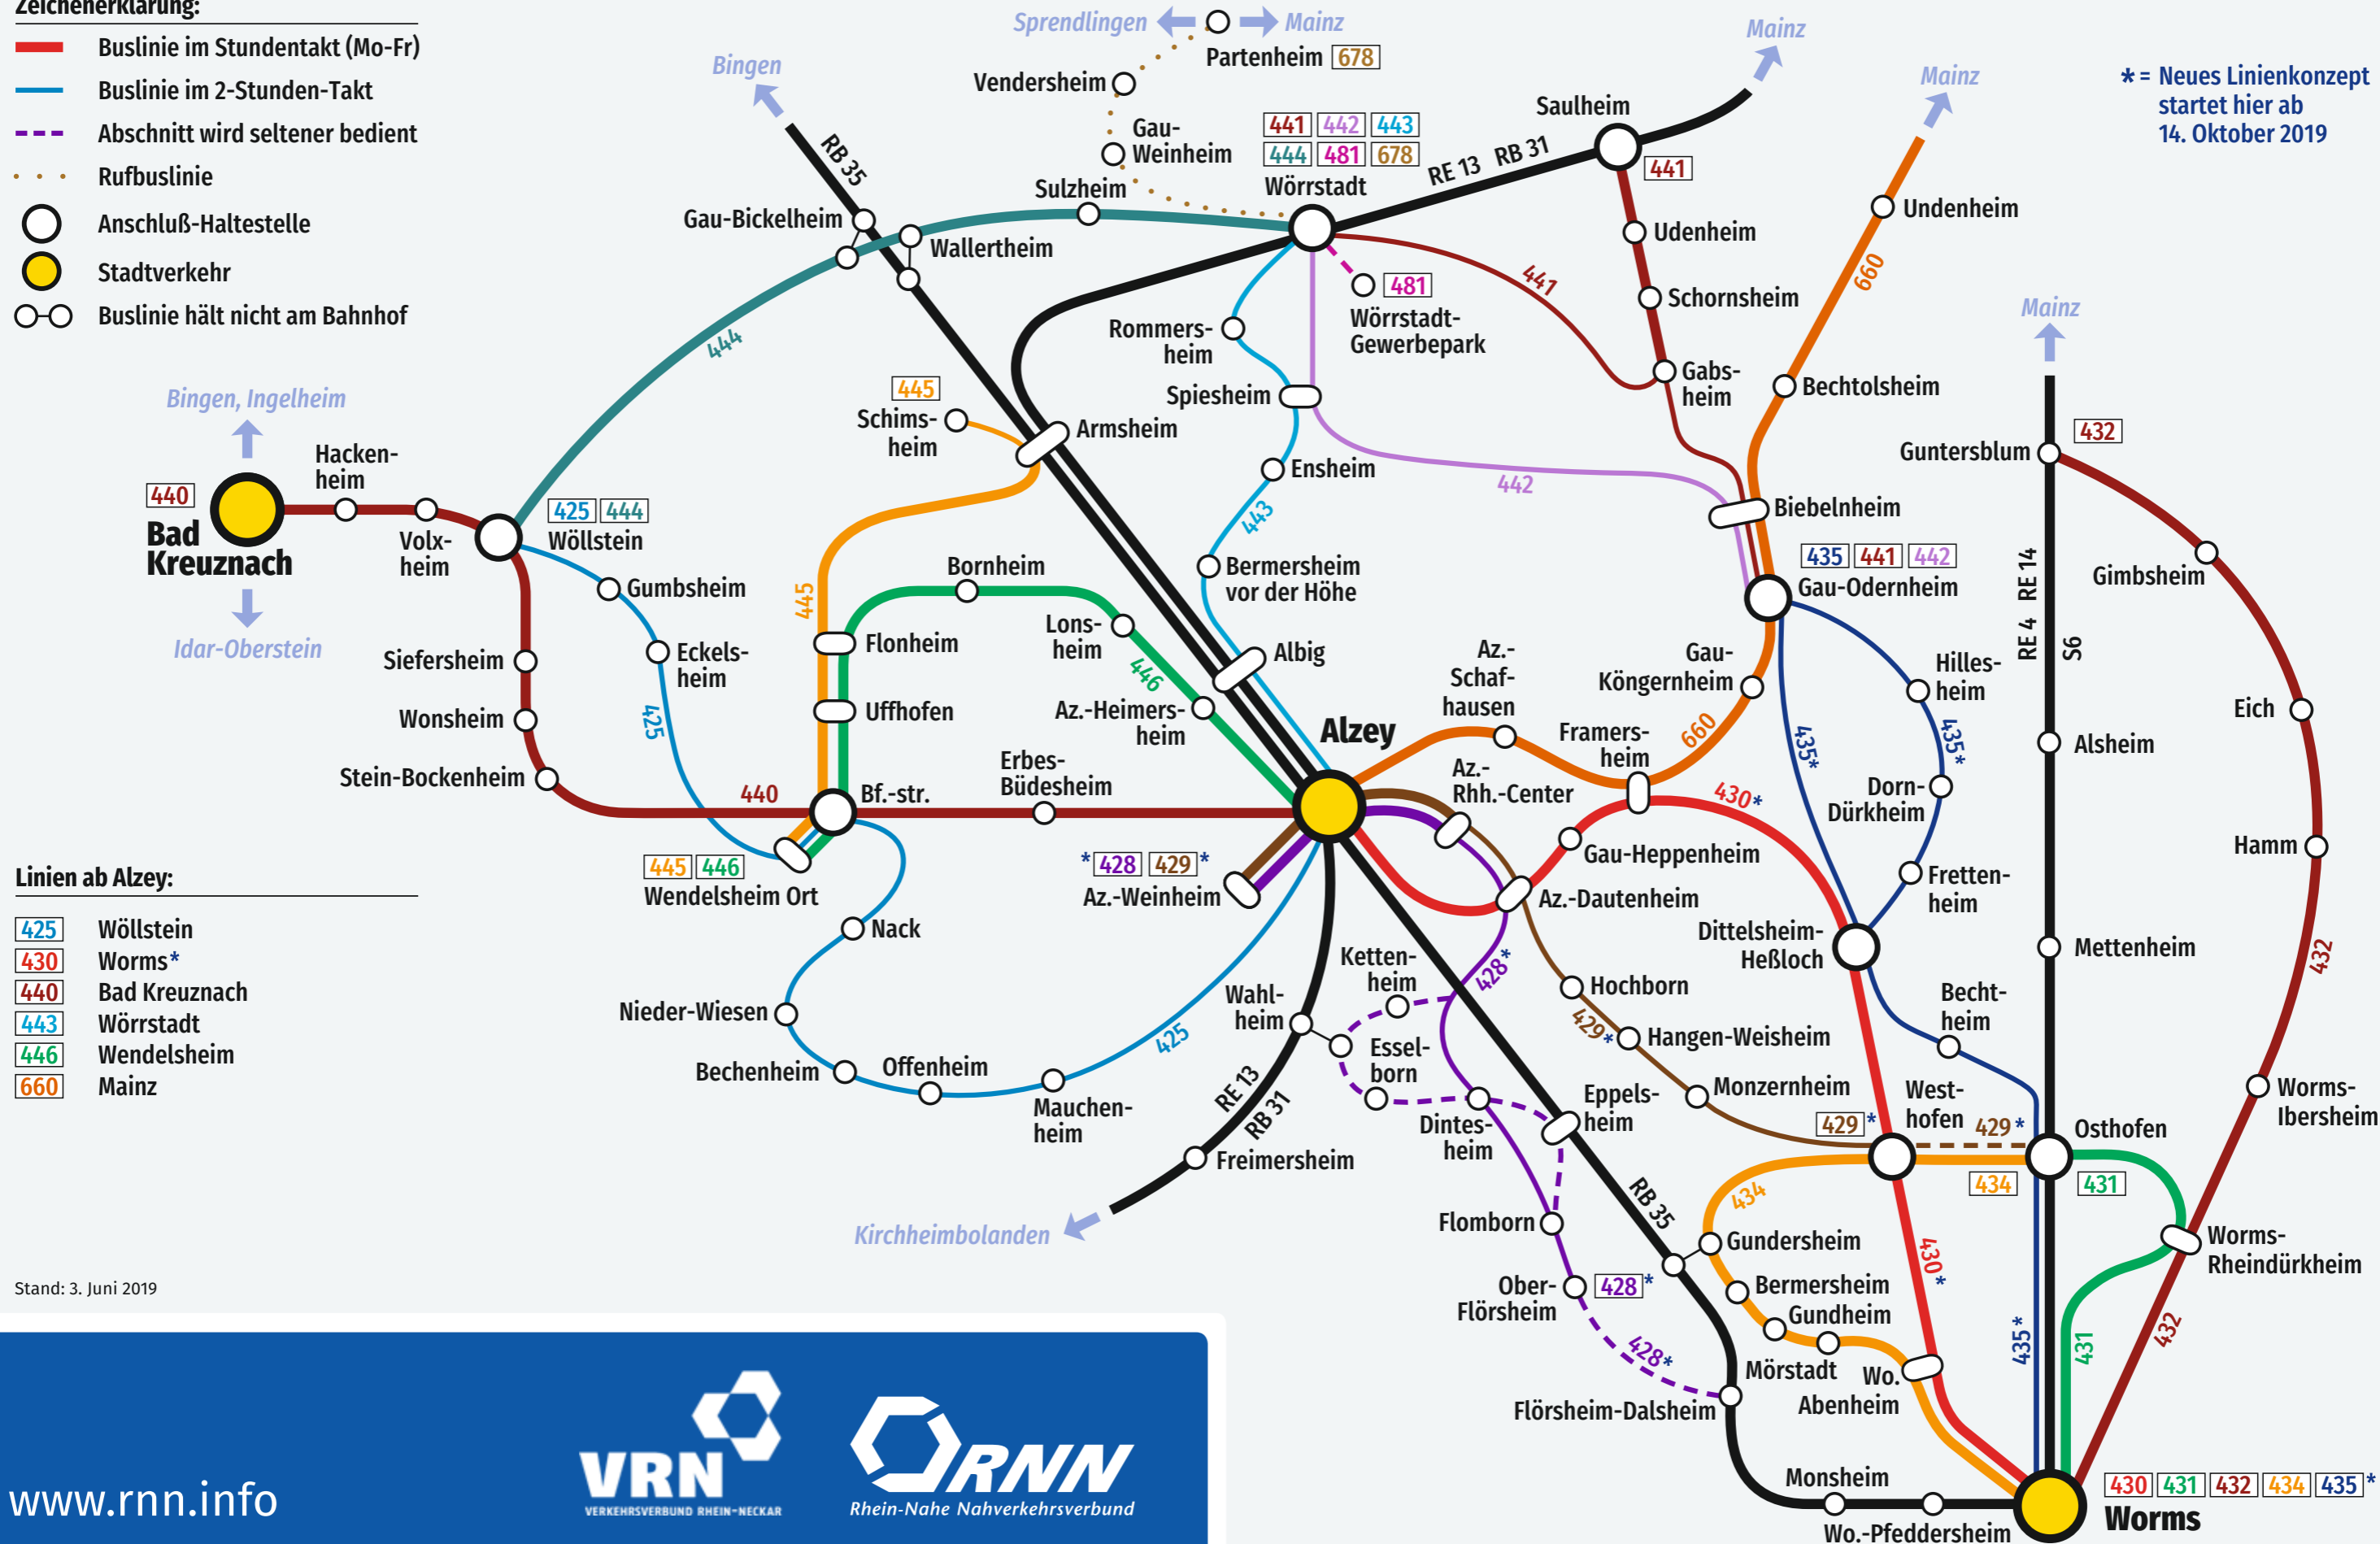 Zeichenerklärung:
Buslinie im Stundentakt (Mo-Fr)
Buslinie im 2-Stunden-Takt
Abschnitt wird seltener bedient
Rufbuslinie
Anschluß-Haltestelle
Stadtverkehr
Buslinie hält nicht am Bahnhof
Sprendlingen
Mainz
Partenheim 678
Vendersheim
Gau-
Weinheim
Bingen
RB 35
Gau-Bickelheim
Wallertheim
Sulzheim
441 442 443
444 481 678
Wörrstadt
RE 13 RB 31
Saulheim
Mainz
441
Udenheim
Schornsheim
Gabs-
heim
441
481
Wörrstadt-
Gewerbepark
Mainz
Undenheim
660
Bechtolsheim
* = Neues Linienkonzept
startet hier ab
14. Oktober 2019
Mainz
Guntersblum
432
Gimbsheim
RE 4 RE 14
S6
Eich
Alsheim
Hamm
Mettenheim
432
Worms-
Ibersheim
444
Bingen, Ingelheim
440
Bad
Kreuznach
Idar-Oberstein
Hacken-
heim
Volx-
heim
425 444
Wöllstein
Gumbsheim
Eckels-
heim
425
Siefersheim
Wonsheim
Stein-Bockenheim
440
445
Schims-
heim
Armsheim
445
Bornheim
Flonheim
Uffhofen
Lons-
heim
446
Az.-Heimers-
heim
Bf.-str.
Erbes-
Büdesheim
445 446
Wendelsheim Ort
Nack
Nieder-Wiesen
Bechenheim
Offenheim
Mauchen-
heim
425
Rommers-
heim
Spiesheim
Ensheim
443
Bermersheim
vor der Höhe
Albig
442
Biebelnheim
435 441 442
Gau-Odernheim
Gau-
Köngernheim
Hilles-
heim
435*
435*
Dorn-
Dürkheim
Fretten-
heim
Alzey
Az.-
Schaf-
hausen
Framers-
heim
660
Az.-
Rhh.-Center
430*
Gau-Heppenheim
Az.-Dautenheim
* 428 429 *
Az.-Weinheim
Dittelsheim-
Heßloch
Hochborn
429*
Hangen-Weisheim
Monzernheim
Becht-
heim
West-
hofen
429 *
429 *
Osthofen
434
431
434
428*
Ketten-
heim
Wahl-
heim
Essel-
born
Dintes-
heim
Eppels-
heim
RE 13
RB 31
Freimersheim
Kirchheimbolanden
Flomborn
Ober-
Flörsheim
428 *
428*
RB 35
Gundersheim
Bermersheim
Gundheim
Mörstadt
Wo.
Abenheim
430*
435*
431
432
Worms-
Rheindürkheim
Flörsheim-Dalsheim
Monsheim
Wo.-Pfeddersheim
430 431 432 434 435 *
Worms
Linien ab Alzey:
425 Wöllstein
430 Worms*
440 Bad Kreuznach
443 Wörrstadt
446 Wendelsheim
660 Mainz
Stand: 3. Juni 2019
www.rnn.info
VRN
VERKEHRSVERBUND RHEIN-NECKAR
RNN
Rhein-Nahe Nahverkehrsverbund